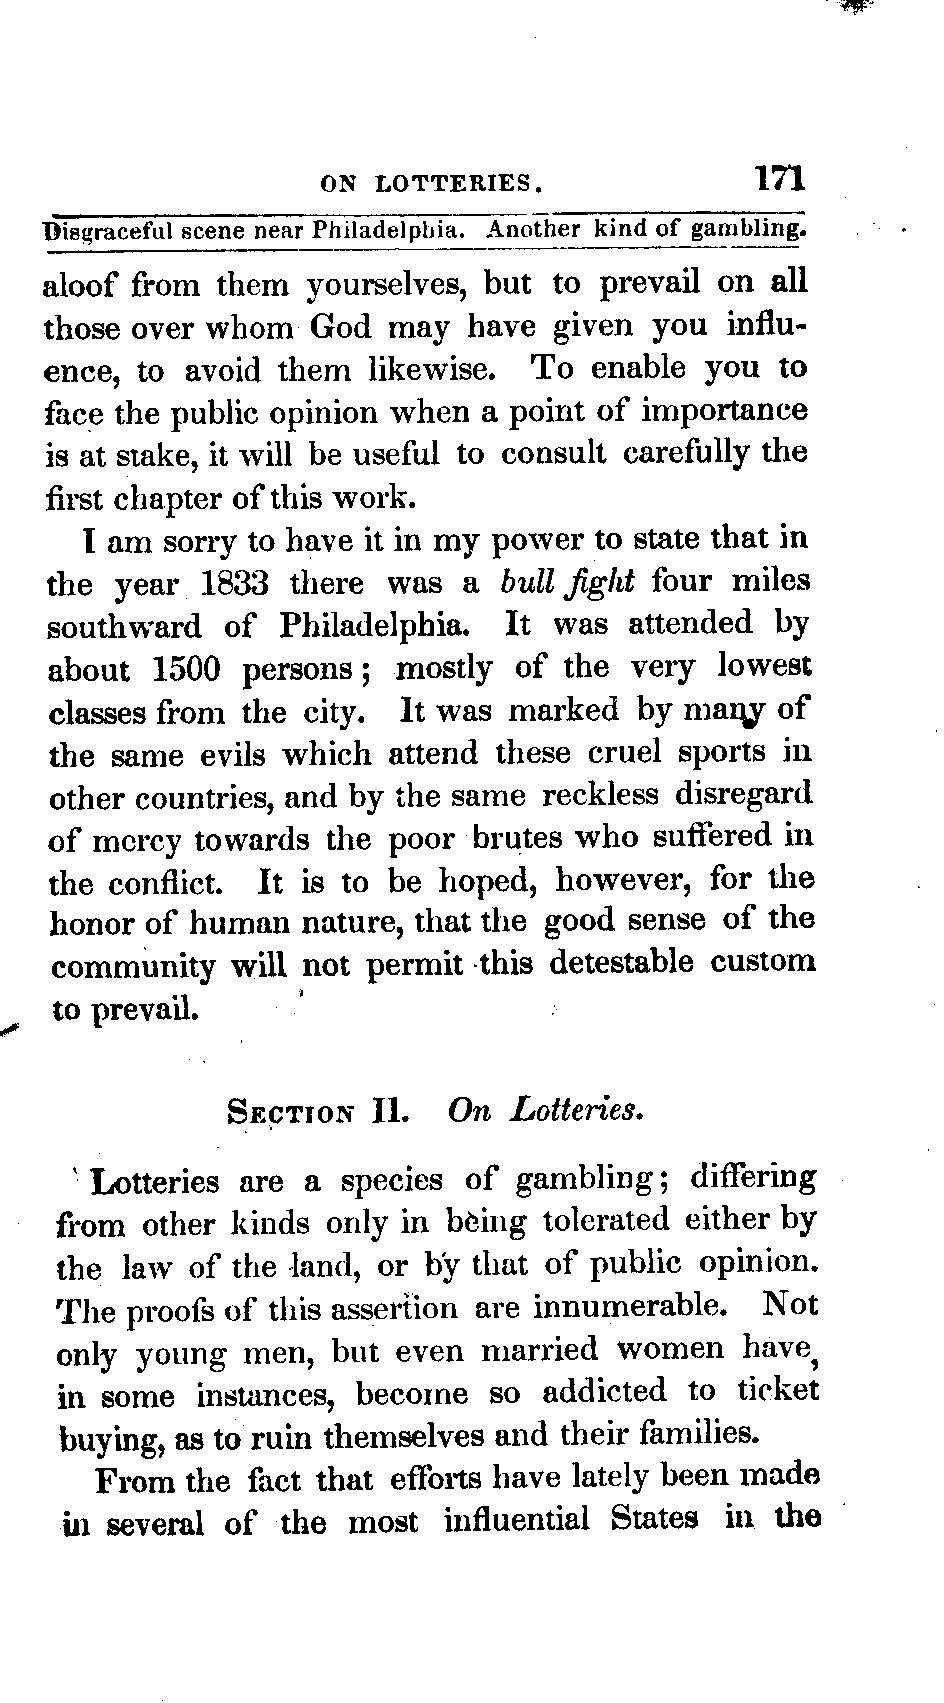 ON LOTTERIES. 171
Disgraceful scene near Philadelphia. Another kind of gambling.
aloof from them yourselves, but to prevail on all
those over whom God may have given you influ-
ence, to avoid them likewise. To enable you to
face the public opinion when a point of importance
is at stake, it will be useful to consult carefully the
first chapter of this work.
I am sorry to have it in my power to state that in
the year 1833 there was a bull fight four miles
southward of Philadelphia. It was attended by
about 1500 persons; mostly of the very lowest
classes from the city. It was marked by many of
the same evils which attend these cruel sports in
other countries, and by the same reckless disregard
of mercy towards the poor brutes who suffered in
the conflict. It is to be hoped, however, for the
honor of human nature, that the good sense of the
community will not permit this detestable custom
to prevail.
SECTION II. On Lotteries.
Lotteries are a species of gambling; differing
from other kinds only in being tolerated either by
the law of the land, or by that of public opinion.
The proofs of this assertion are innumerable. Not
only young men, but even married women have,
in some instances, become so addicted to ticket
buying, as to ruin themselves and their families.
From the fact that efforts have lately been made
in several of the most influential States in the